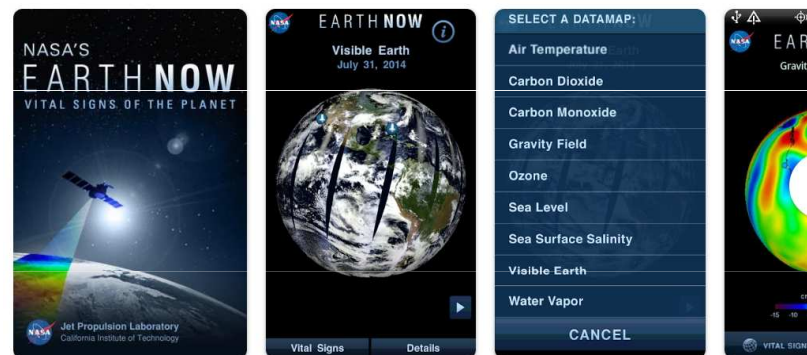 NASA'S
EARTH NOW
VITAL SIGNS OF THE PLANET
NASA
Jet Propulsion Laboratory
California Institute of Technology
NASA
EARTH NOW
i
Visible Earth
July 31, 2014
Vital Signs
Details
SELECT A DATAMAP:
Air Temperature
Carbon Dioxide
Carbon Monoxide
Gravity Field
Ozone
Sea Level
Sea Surface Salinity
Visible Earth
Water Vapor
CANCEL
NASA
EAR
Gravit
-15 -10
VITAL SIGN